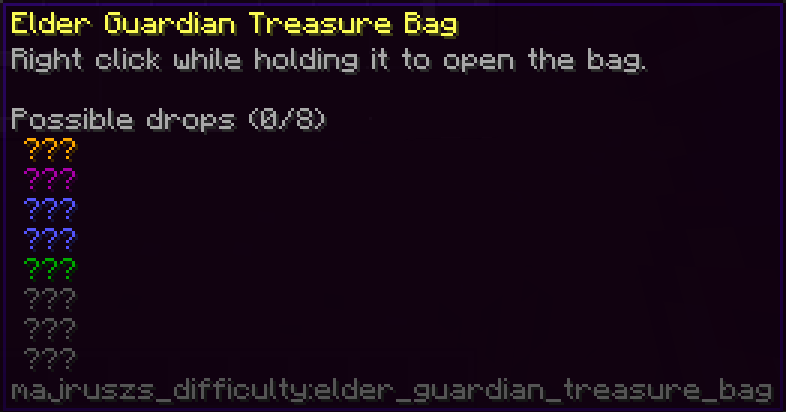 Elder Guardian Treasure Bag
Right click while holding it to open the bag.
Possible drops (0/8)
???
???
???
???
???
???
???
???
majruszs_difficulty:elder_guardian_treasure_bag